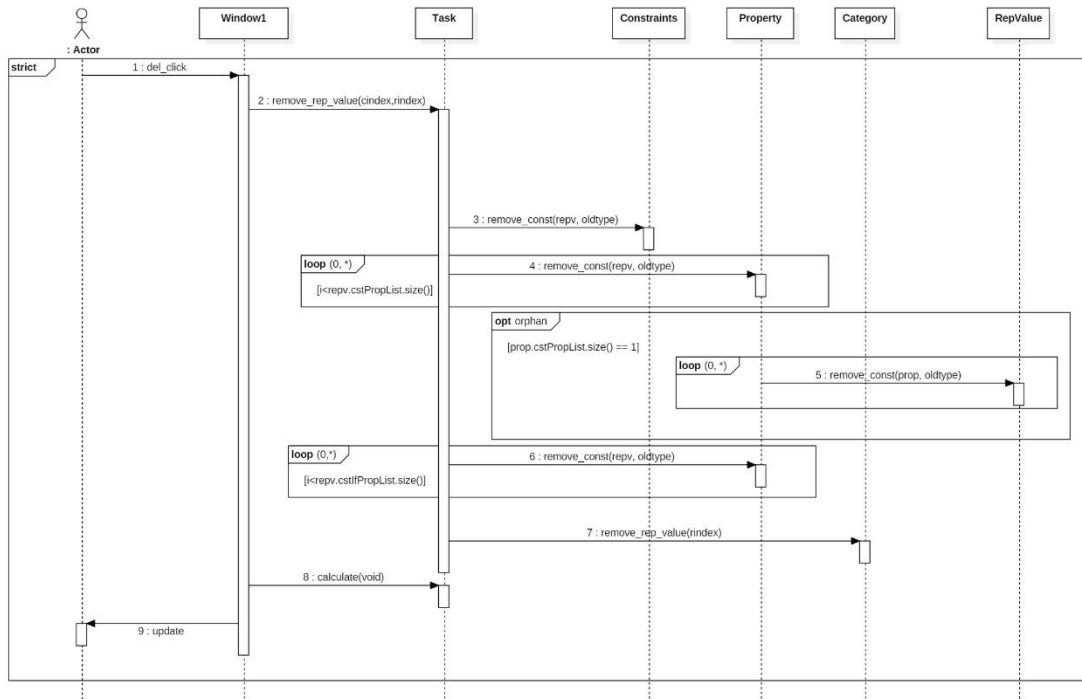 Window1
Task
Constraints
Property
Category
RepValue
: Actor
strict
1 : del_click
2 : remove_rep_value(cindex,rindex)
3 : remove_const(repv, oldtype)
loop (0, *)
4 : remove_const(repv, oldtype)
[i<repv.cstPropList.size()]
opt orphan
[prop.cstPropList.size() == 1]
loop (0, *)
5 : remove_const(prop, oldtype)
loop (0,*)
6 : remove_const(repv, oldtype)
[i<repv.cstIfPropList.size()]
7 : remove_rep_value(rindex)
8 : calculate(void)
9 : update